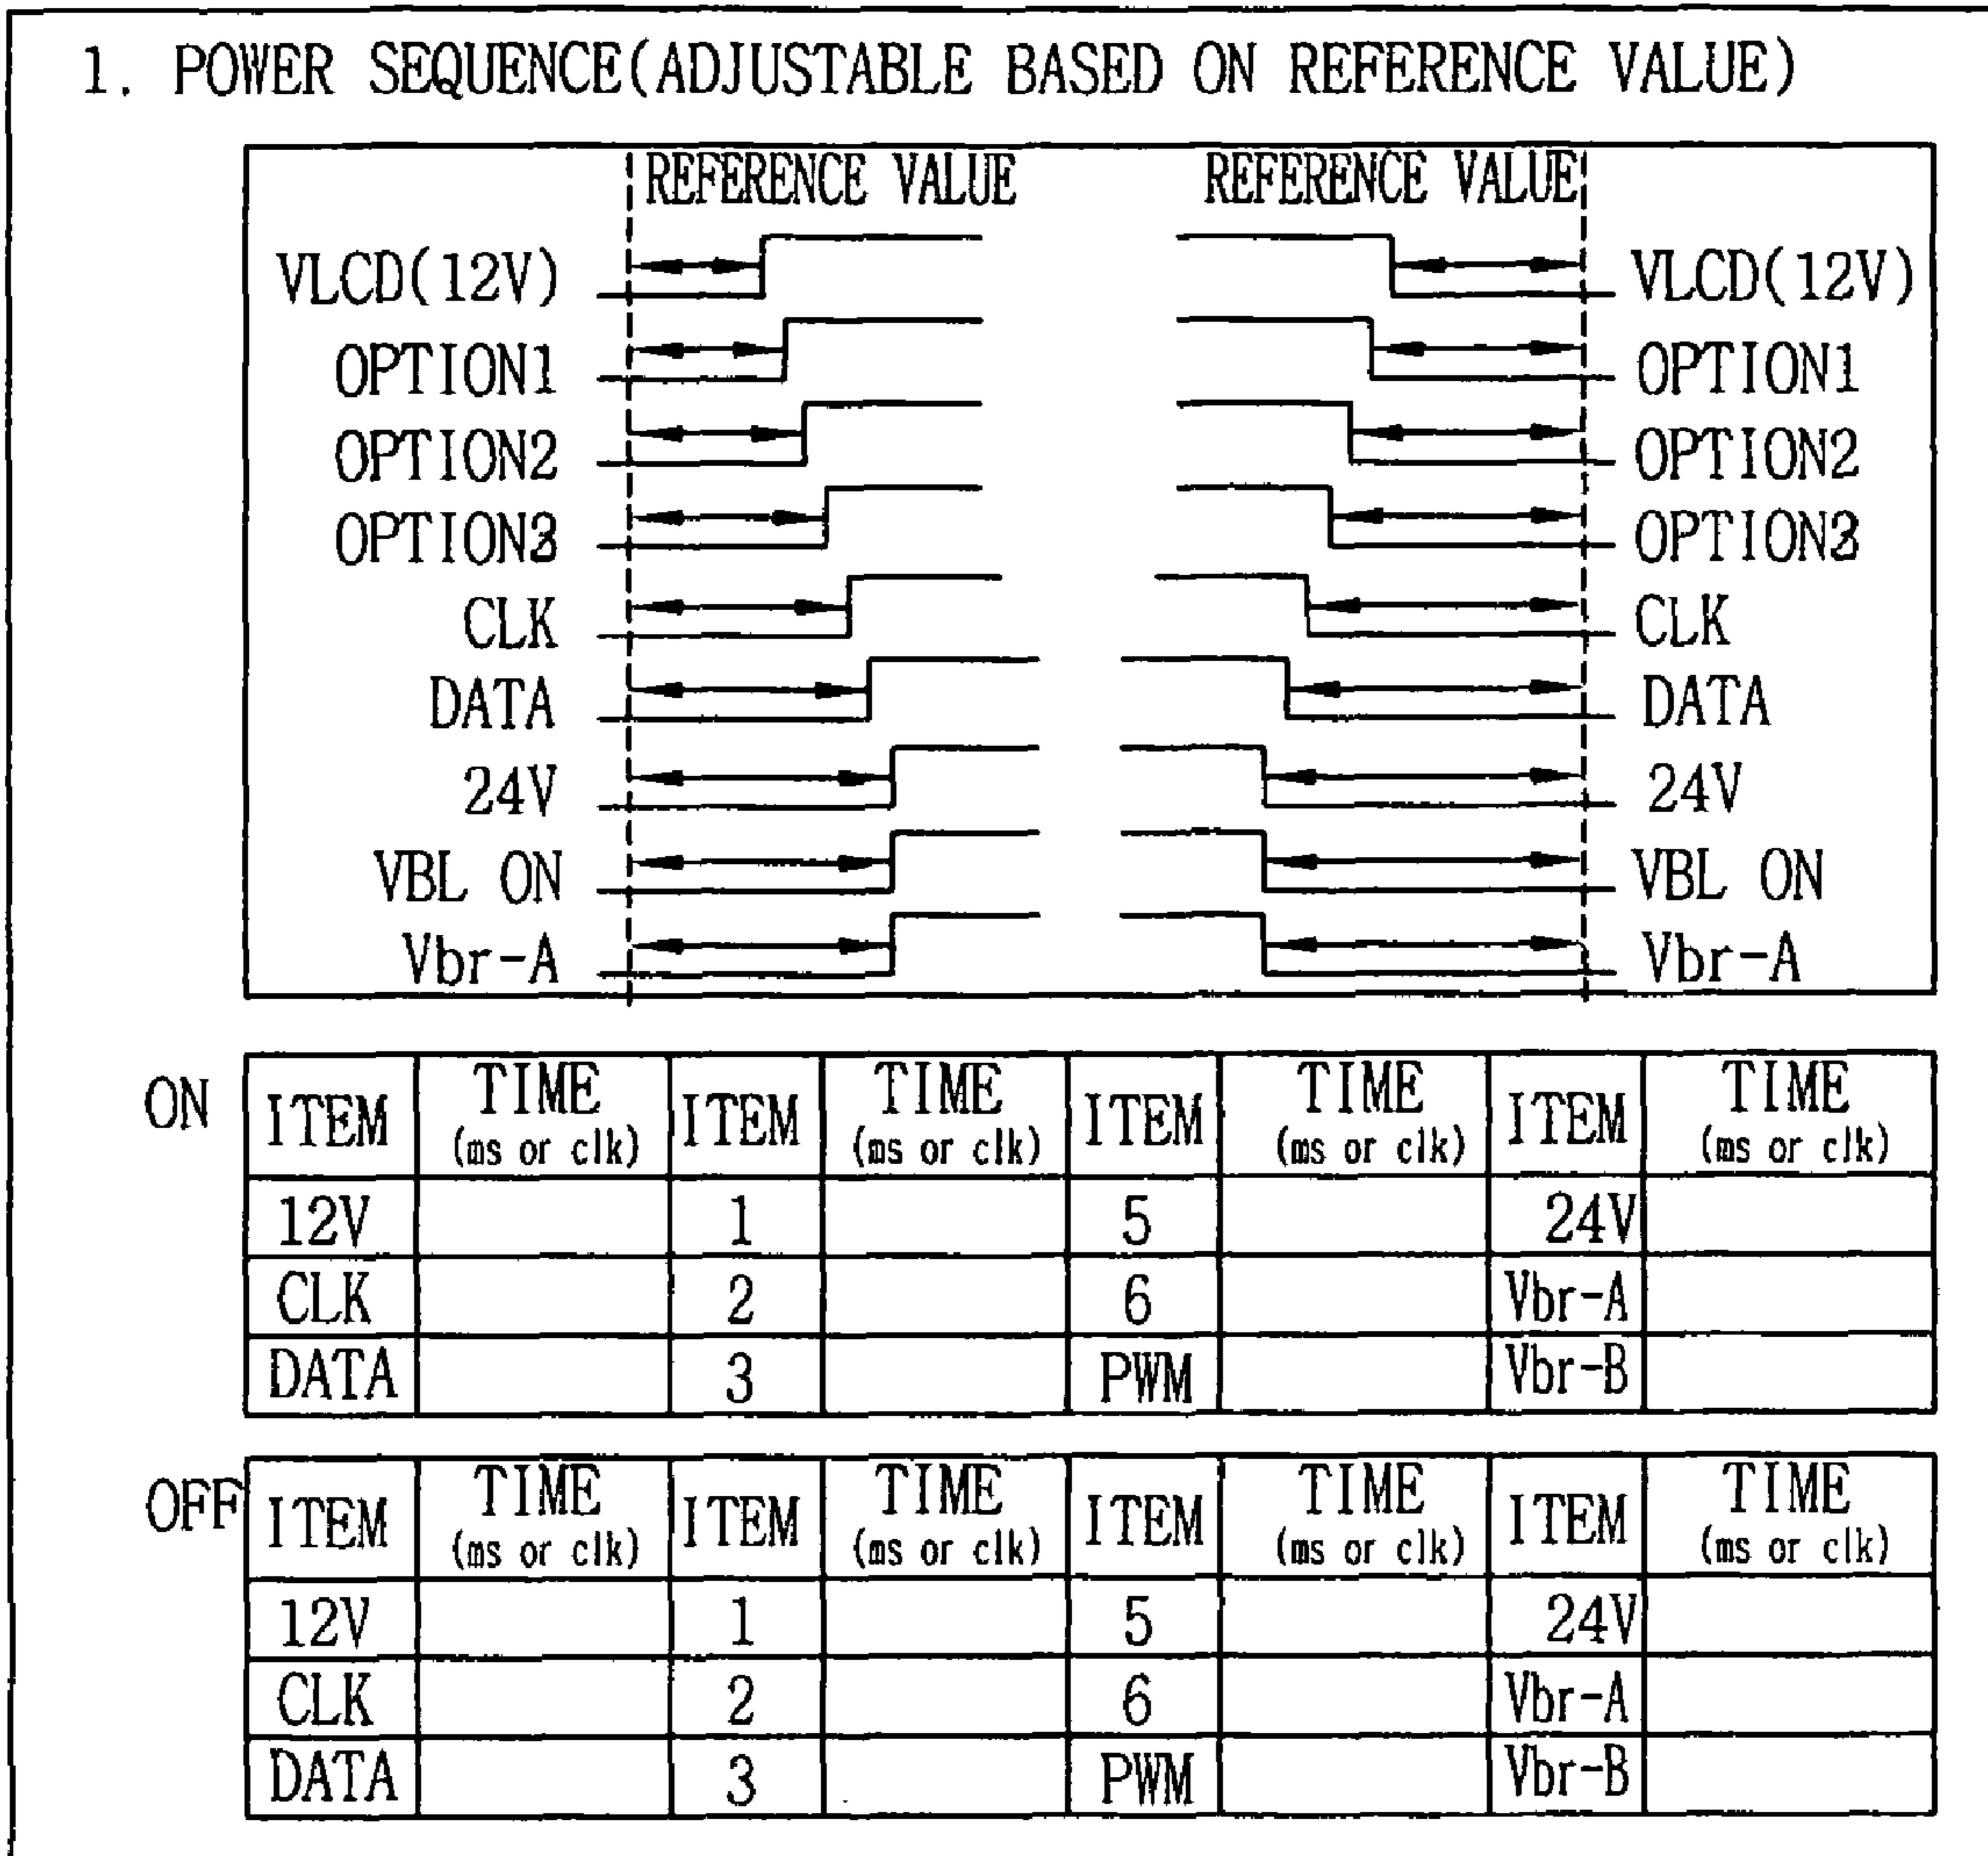 1. POWER SEQUENCE(ADJUSTABLE BASED ON REFERENCE VALUE)
REFERENCE VALUE REFERENCE VALUE
VLCD(12V) VLCD(12V)
OPTION1 OPTION1
OPTION2 OPTION2
OPTION3 OPTION3
CLK CLK
DATA DATA
24V 24V
VBL ON VBL ON
Vbr-A Vbr-A
ON
ITEM TIME (ms or clk) ITEM TIME (ms or clk) ITEM TIME (ms or clk) ITEM TIME (ms or clk)
12V 1 5 24V
CLK 2 6 Vbr-A
DATA 3 PWM Vbr-B
OFF
ITEM TIME (ms or clk) ITEM TIME (ms or clk) ITEM TIME (ms or clk) ITEM TIME (ms or clk)
12V 1 5 24V
CLK 2 6 Vbr-A
DATA 3 PWM Vbr-B